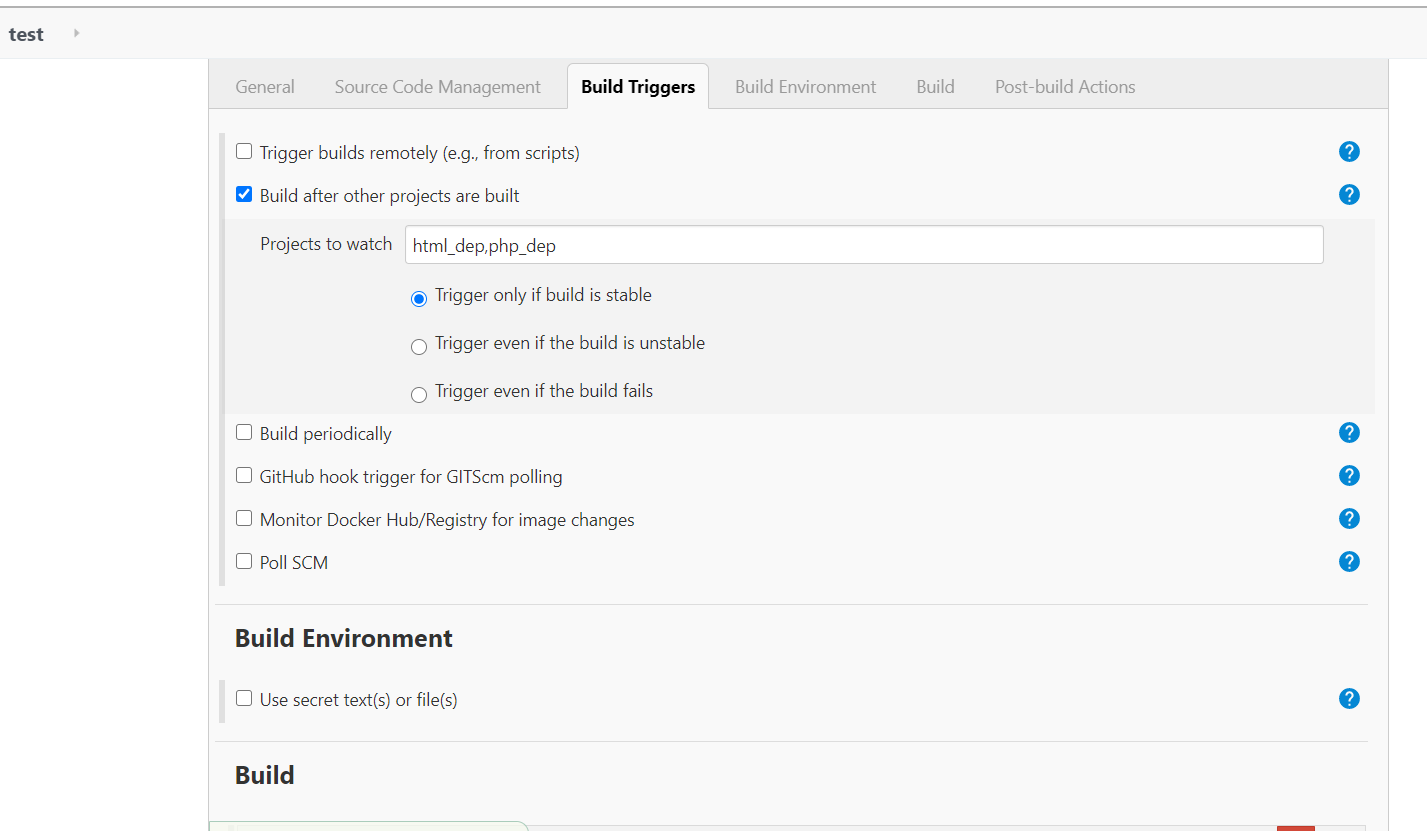 test
General Source Code Management Build Triggers Build Environment Build Post-build Actions
Trigger builds remotely (e.g., from scripts) ?
Build after other projects are built ?
Projects to watch html_dep,php_dep
Trigger only if build is stable
Trigger even if the build is unstable
Trigger even if the build fails
Build periodically ?
GitHub hook trigger for GITScm polling ?
Monitor Docker Hub/Registry for image changes ?
Poll SCM ?
Build Environment
Use secret text(s) or file(s) ?
Build